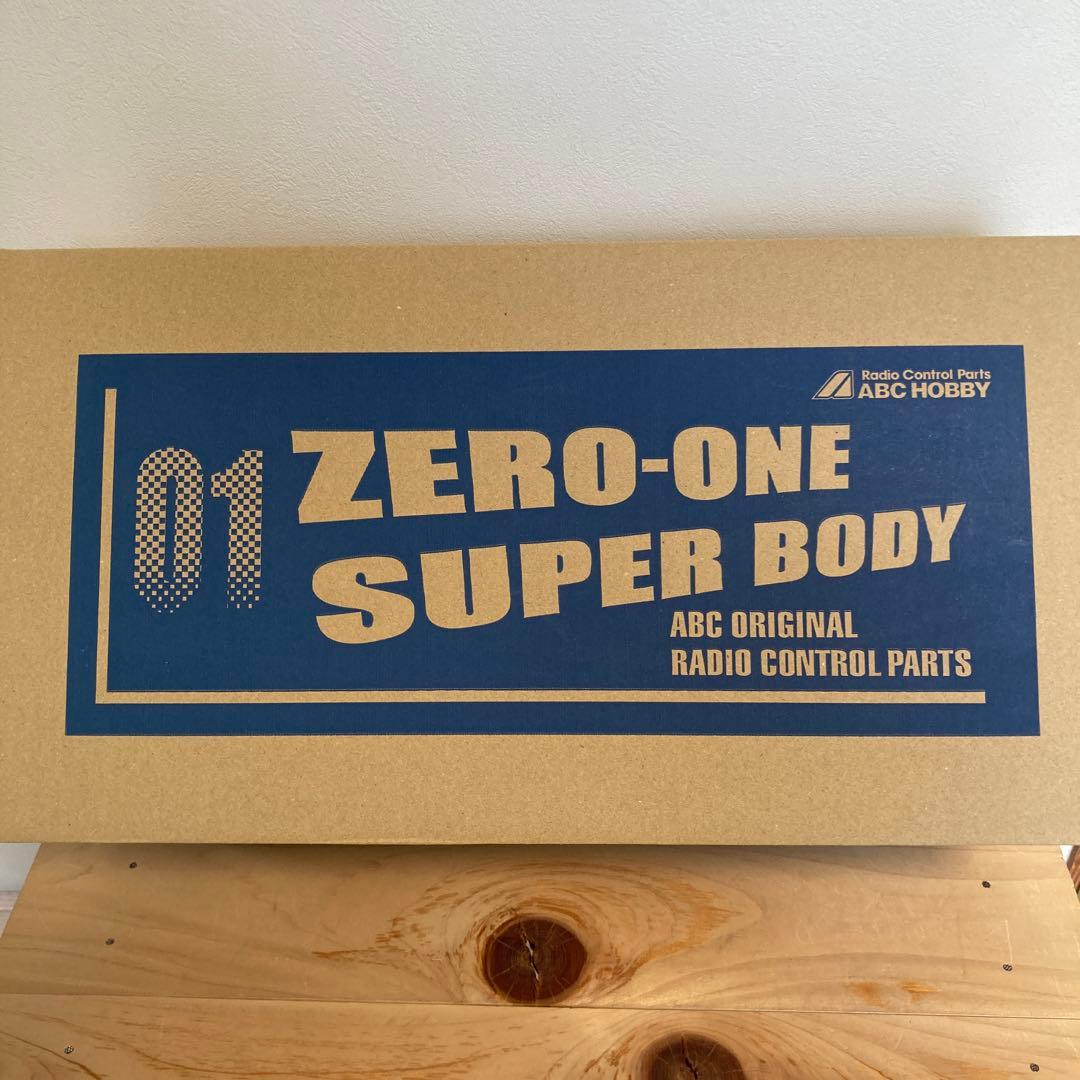 Radio Control Parts
ABC HOBBY
01
ZERO-ONE
SUPER BODY
ABC ORIGINAL
RADIO CONTROL PARTS